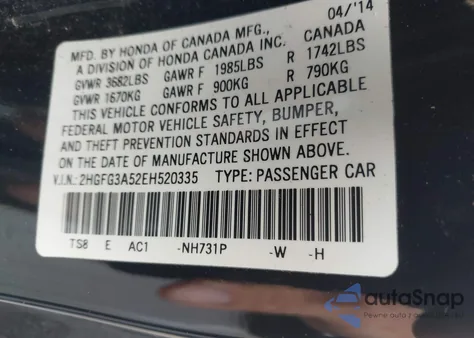 04/'14
MFD. BY HONDA OF CANADA MFG., CANADA
A DIVISION OF HONDA CANADA INC.
GVWR 3682LBS GAWR F 1985LBS R 1742LBS
GVWR 1670KG GAWR F 900KG R 790KG
THIS VEHICLE CONFORMS TO ALL APPLICABLE
FEDERAL MOTOR VEHICLE SAFETY, BUMPER,
AND THEFT PREVENTION STANDARDS IN EFFECT
ON THE DATE OF MANUFACTURE SHOWN ABOVE.
V.I.N.: 2HGFG3A52EH520335 TYPE: PASSENGER CAR
TS8 E AC1 -NH731P -W -H
autoSnap
Pewne auta z